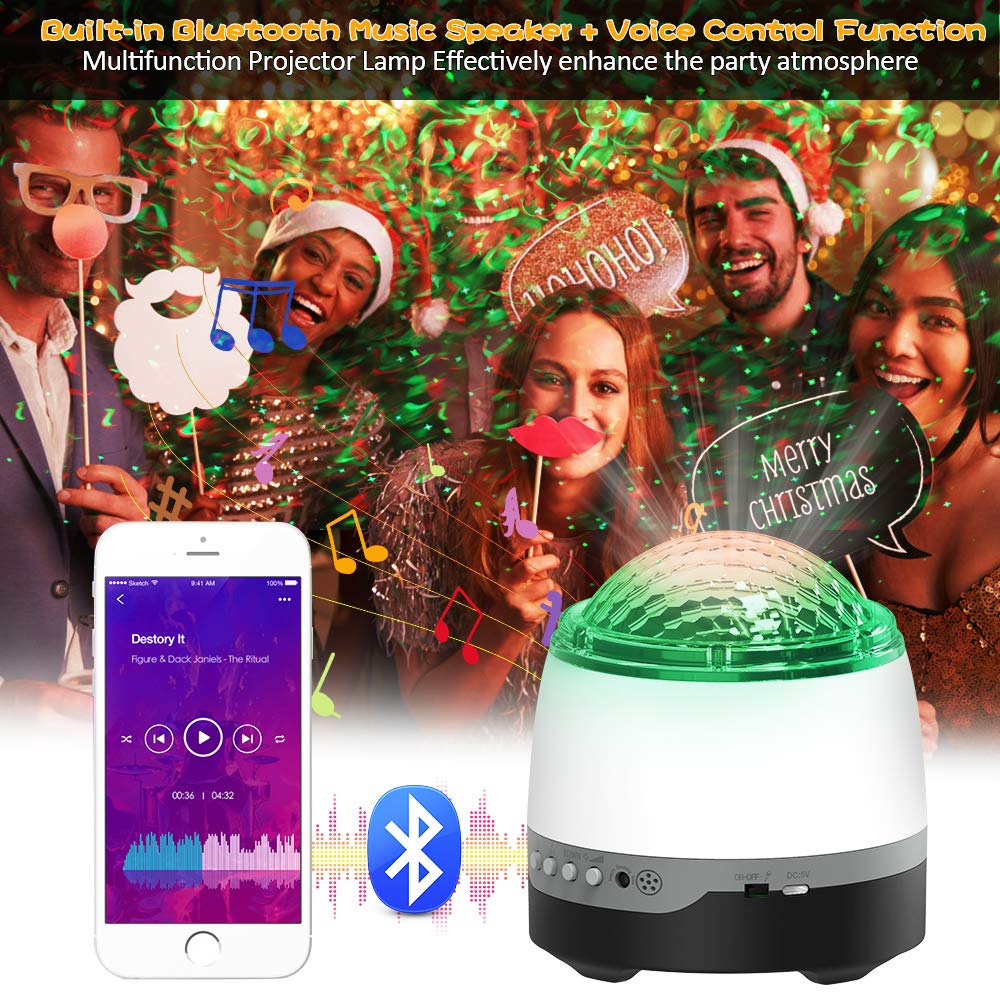 Built-in Bluetooth Music Speaker + Voice Control Function
Multifunction Projector Lamp Effectively enhance the party atmosphere
HOHOHO!
Merry
CHRISTMAS
Sketch
9:41 AM
100%
Destory It
Figure & Dack Janiels - The Ritual
00:36 | 04:32
ON-OFF
DC:5V